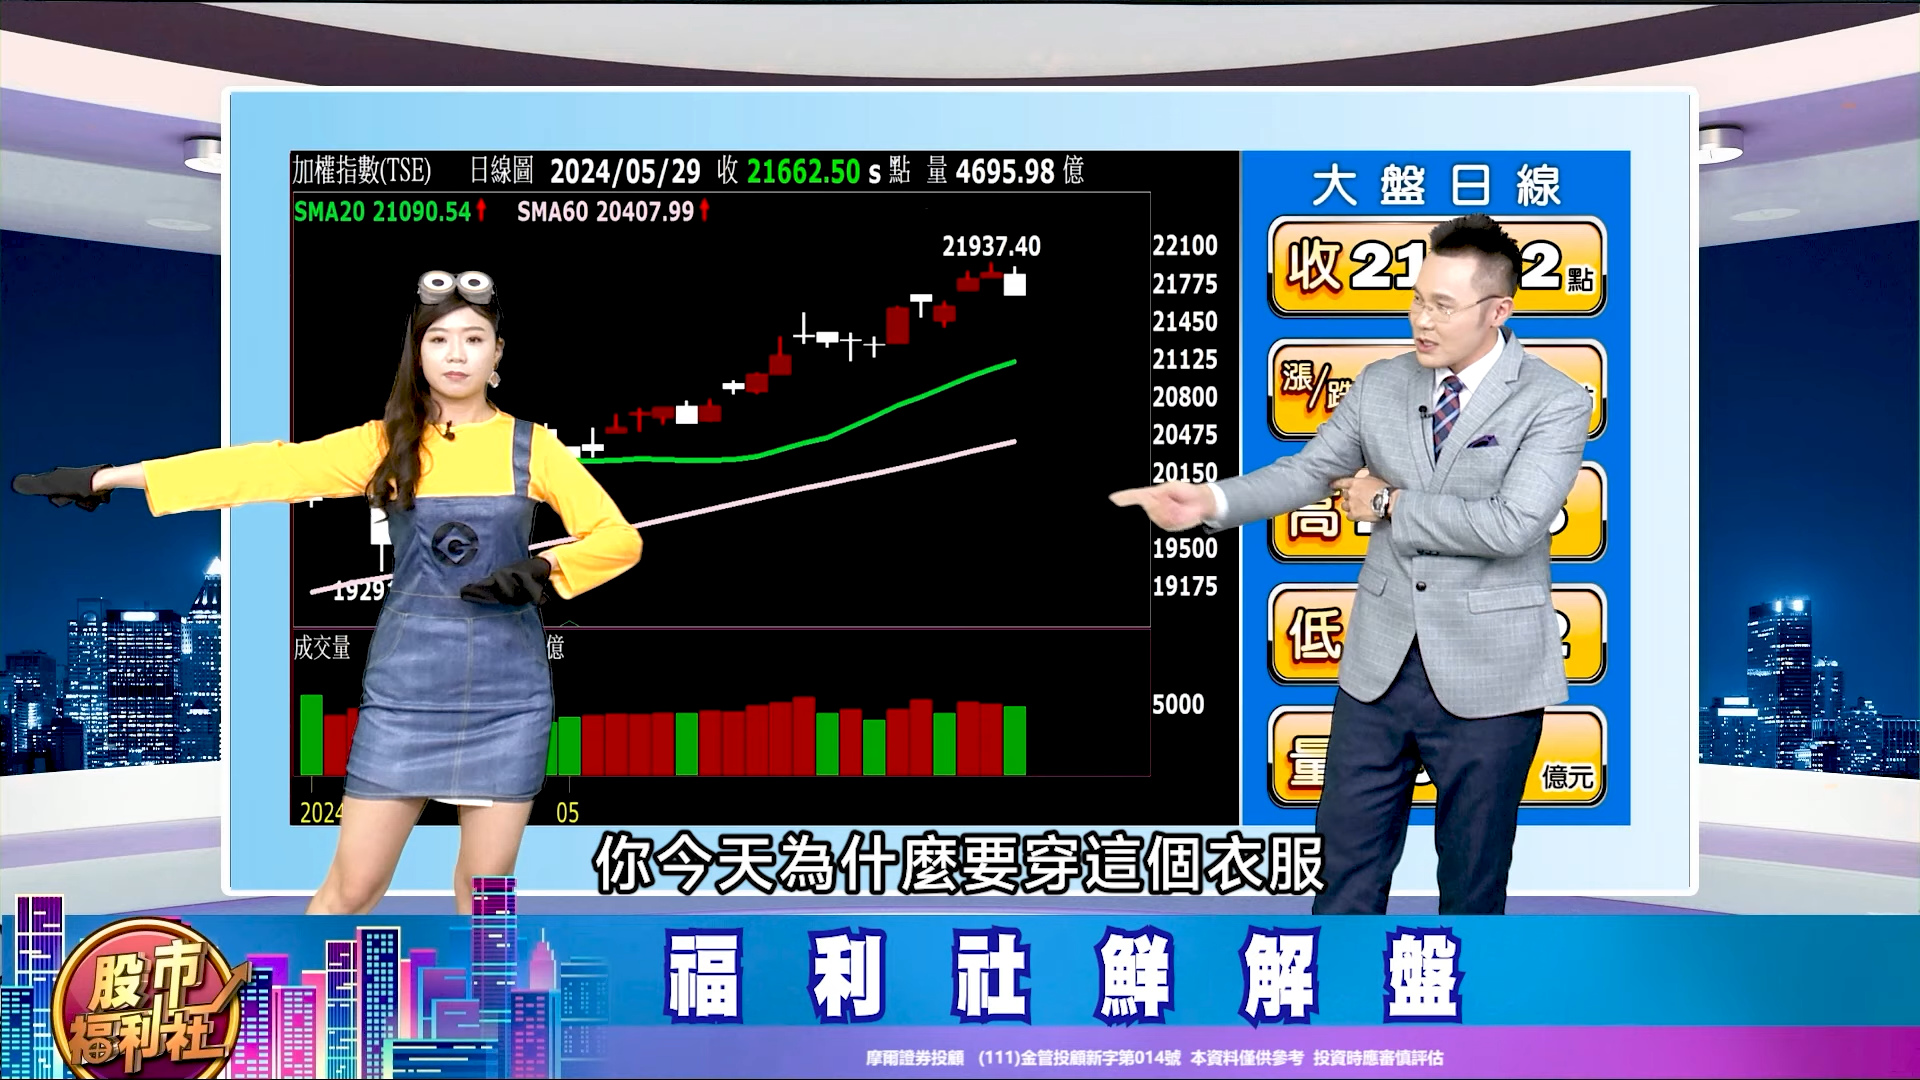 加權指數(TSE) 日線圖 2024/05/29 收 21662.50 s 點 量 4695.98 億
SMA20 21090.54↑ SMA60 20407.99↑
21937.40
22100
21775
21450
21125
20800
20475
20150
19500
19175
成交量
億
5000
05
大盤日線
收
點
漲/跌
高
低
量
億元
你今天為什麼要穿這個衣服
福利社鮮解盤
股市
福利社
摩爾證券投顧 (111)金管投顧新字第014號 本資料僅供參考 投資時應審慎評估